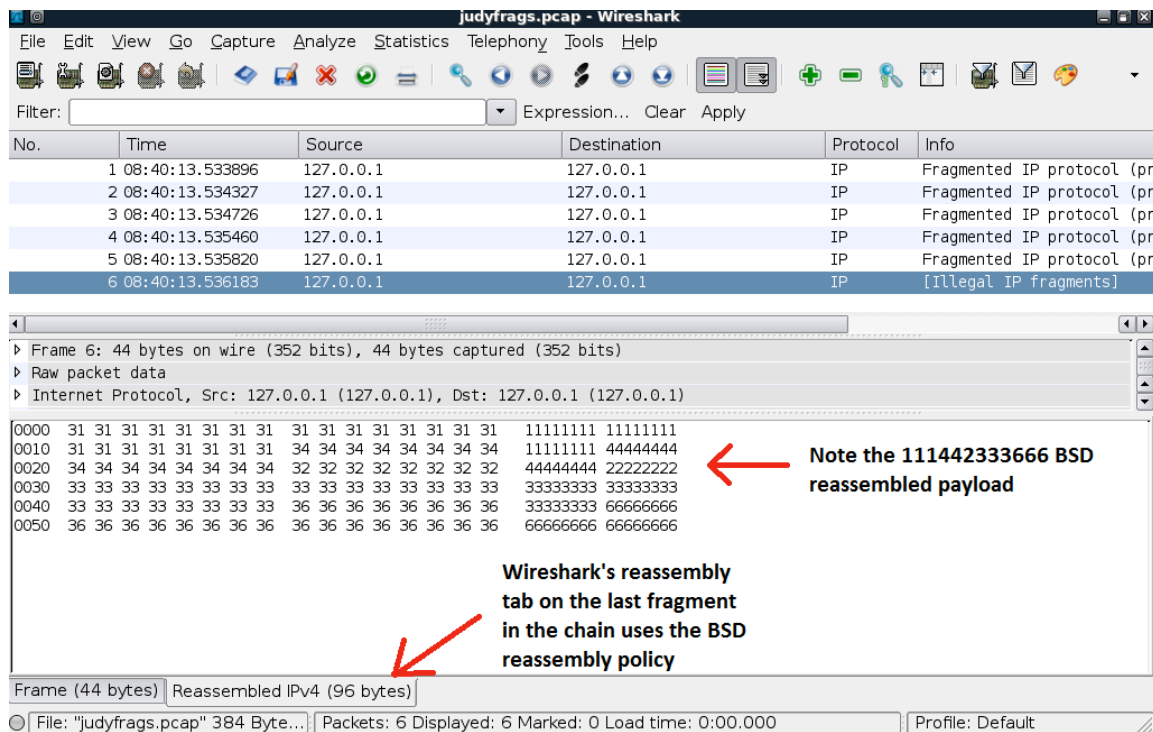 judyfrags.pcap - Wireshark
File Edit View Go Capture Analyze Statistics Telephony Tools Help
Filter: Expression... Clear Apply
No. Time Source Destination Protocol Info
1 08:40:13.533896 127.0.0.1 127.0.0.1 IP Fragmented IP protocol (pr
2 08:40:13.534327 127.0.0.1 127.0.0.1 IP Fragmented IP protocol (pr
3 08:40:13.534726 127.0.0.1 127.0.0.1 IP Fragmented IP protocol (pr
4 08:40:13.535460 127.0.0.1 127.0.0.1 IP Fragmented IP protocol (pr
5 08:40:13.535820 127.0.0.1 127.0.0.1 IP Fragmented IP protocol (pr
6 08:40:13.536183 127.0.0.1 127.0.0.1 IP [Illegal IP fragments]
Frame 6: 44 bytes on wire (352 bits), 44 bytes captured (352 bits)
Raw packet data
Internet Protocol, Src: 127.0.0.1 (127.0.0.1), Dst: 127.0.0.1 (127.0.0.1)
0000 31 31 31 31 31 31 31 31 31 31 31 31 31 31 31 31 11111111 11111111
0010 31 31 31 31 31 31 31 31 34 34 34 34 34 34 34 34 11111111 44444444
0020 34 34 34 34 34 34 34 34 32 32 32 32 32 32 32 32 44444444 22222222
0030 33 33 33 33 33 33 33 33 33 33 33 33 33 33 33 33 33333333 33333333
0040 33 33 33 33 33 33 33 33 36 36 36 36 36 36 36 36 33333333 66666666
0050 36 36 36 36 36 36 36 36 36 36 36 36 36 36 36 36 66666666 66666666
Note the 111442333666 BSD
reassembled payload
Wireshark's reassembly
tab on the last fragment
in the chain uses the BSD
reassembly policy
Frame (44 bytes) Reassembled IPv4 (96 bytes)
File: "judyfrags.pcap" 384 Byte... Packets: 6 Displayed: 6 Marked: 0 Load time: 0:00.000 Profile: Default